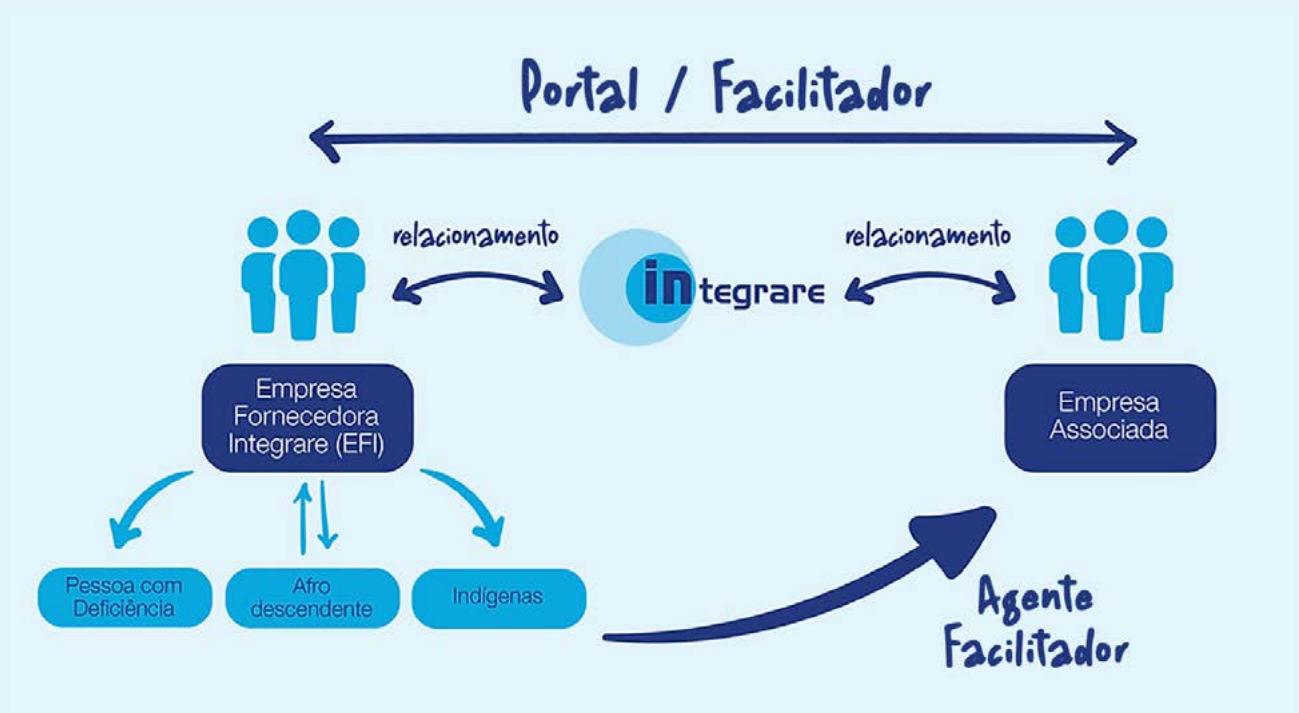 Portal / Facilitador
relacionamento
relacionamento
integrare
Empresa
Fornecedora
Integrare (EFI)
Empresa
Associada
Pessoa com
Deficiência
Afro
descendente
Indígenas
Agente
Facilitador